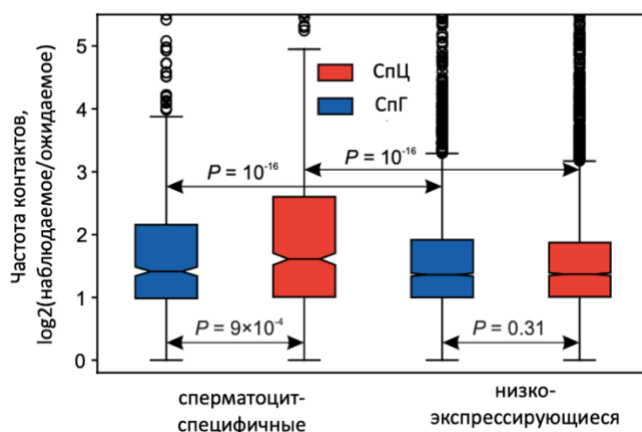 Частота контактов,
log2(наблюдаемое/ожидаемое)
5
4
3
2
1
0
СпЦ
СпГ
P = 10⁻¹⁶
P = 10⁻¹⁶
P = 9×10⁻⁴
P = 0.31
сперматоцит-
специфичные
низко-
экспрессирующиеся